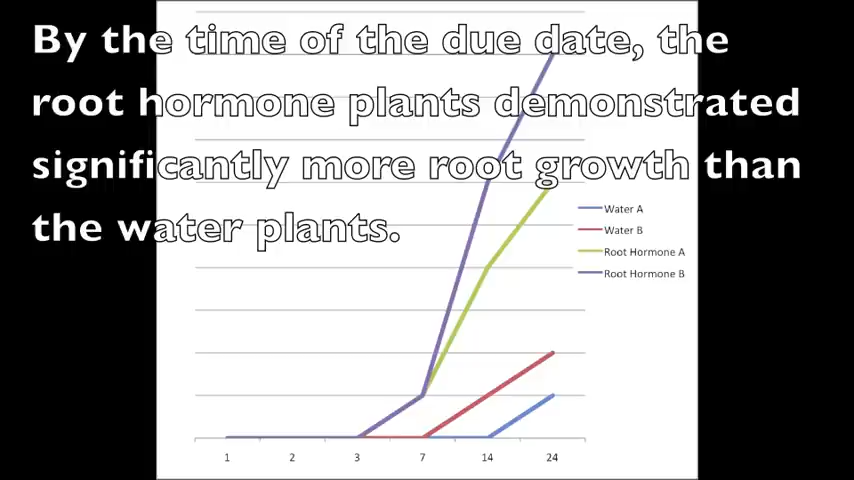 By the time of the due date, the
root hormone plants demonstrated
significantly more root growth than
the water plants.
Water A
Water B
Root Hormone A
Root Hormone B
1 2 3 7 14 24